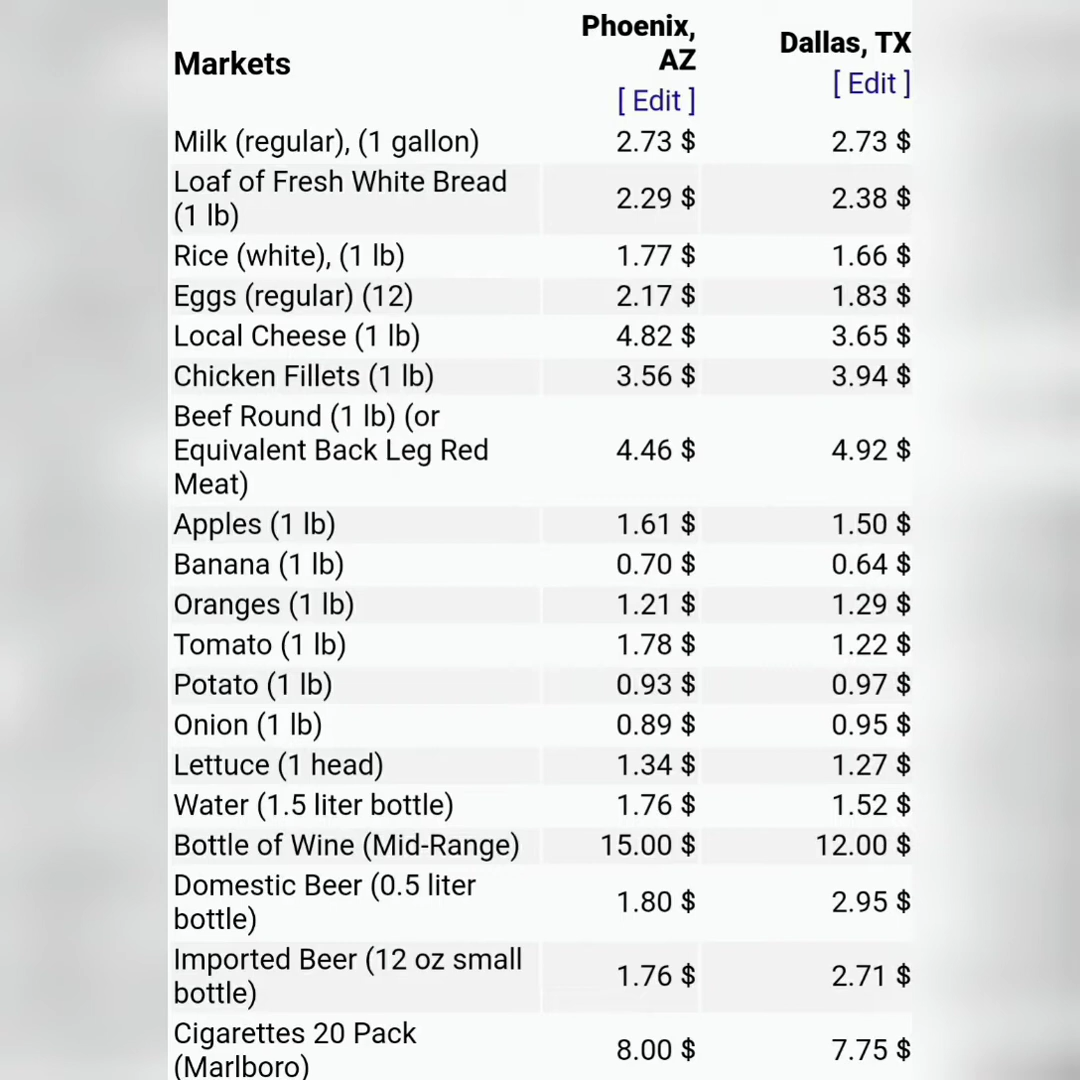 Markets Phoenix, AZ [ Edit ] Dallas, TX [ Edit ]
Milk (regular), (1 gallon) 2.73 $ 2.73 $
Loaf of Fresh White Bread
(1 lb) 2.29 $ 2.38 $
Rice (white), (1 lb) 1.77 $ 1.66 $
Eggs (regular) (12) 2.17 $ 1.83 $
Local Cheese (1 lb) 4.82 $ 3.65 $
Chicken Fillets (1 lb) 3.56 $ 3.94 $
Beef Round (1 lb) (or
Equivalent Back Leg Red 4.46 $ 4.92 $
Meat)
Apples (1 lb) 1.61 $ 1.50 $
Banana (1 lb) 0.70 $ 0.64 $
Oranges (1 lb) 1.21 $ 1.29 $
Tomato (1 lb) 1.78 $ 1.22 $
Potato (1 lb) 0.93 $ 0.97 $
Onion (1 lb) 0.89 $ 0.95 $
Lettuce (1 head) 1.34 $ 1.27 $
Water (1.5 liter bottle) 1.76 $ 1.52 $
Bottle of Wine (Mid-Range) 15.00 $ 12.00 $
Domestic Beer (0.5 liter
bottle) 1.80 $ 2.95 $
Imported Beer (12 oz small
bottle) 1.76 $ 2.71 $
Cigarettes 20 Pack
(Marlboro) 8.00 $ 7.75 $